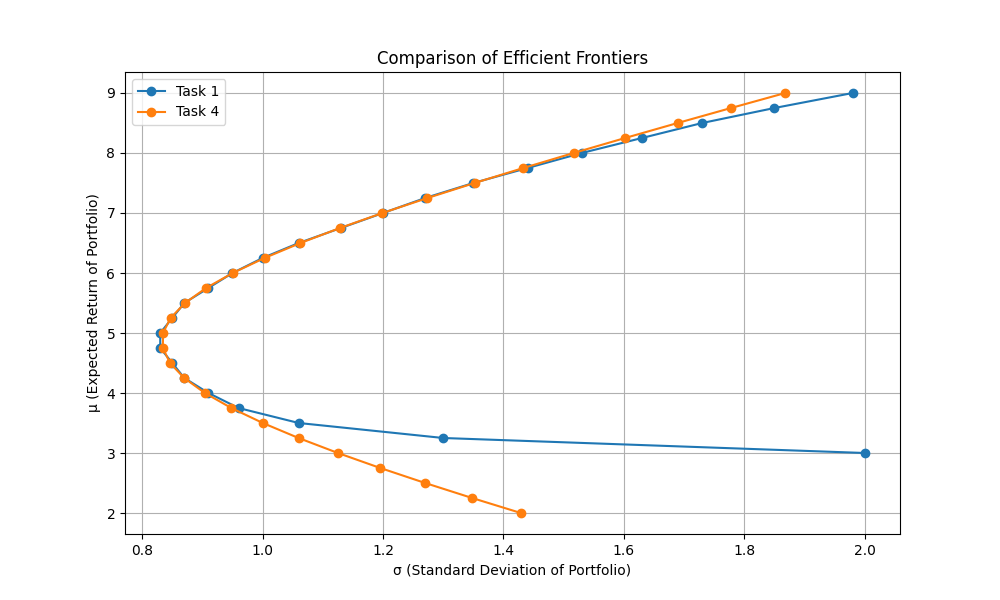 Comparison of Efficient Frontiers
Task 1
Task 4
μ (Expected Return of Portfolio)
9
8
7
6
5
4
3
2
0.8 1.0 1.2 1.4 1.6 1.8 2.0
σ (Standard Deviation of Portfolio)